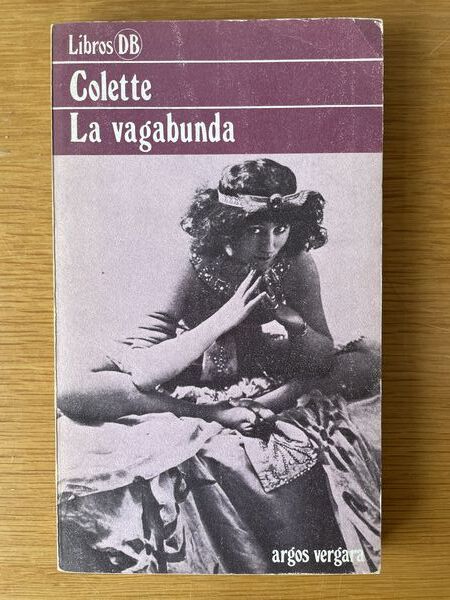 Libros DB
Colette
La vagabunda
argos vergara